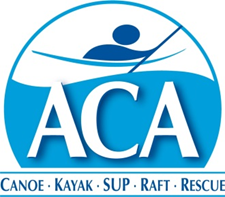 ACA
CANOE · KAYAK · SUP · RAFT · RESCUE